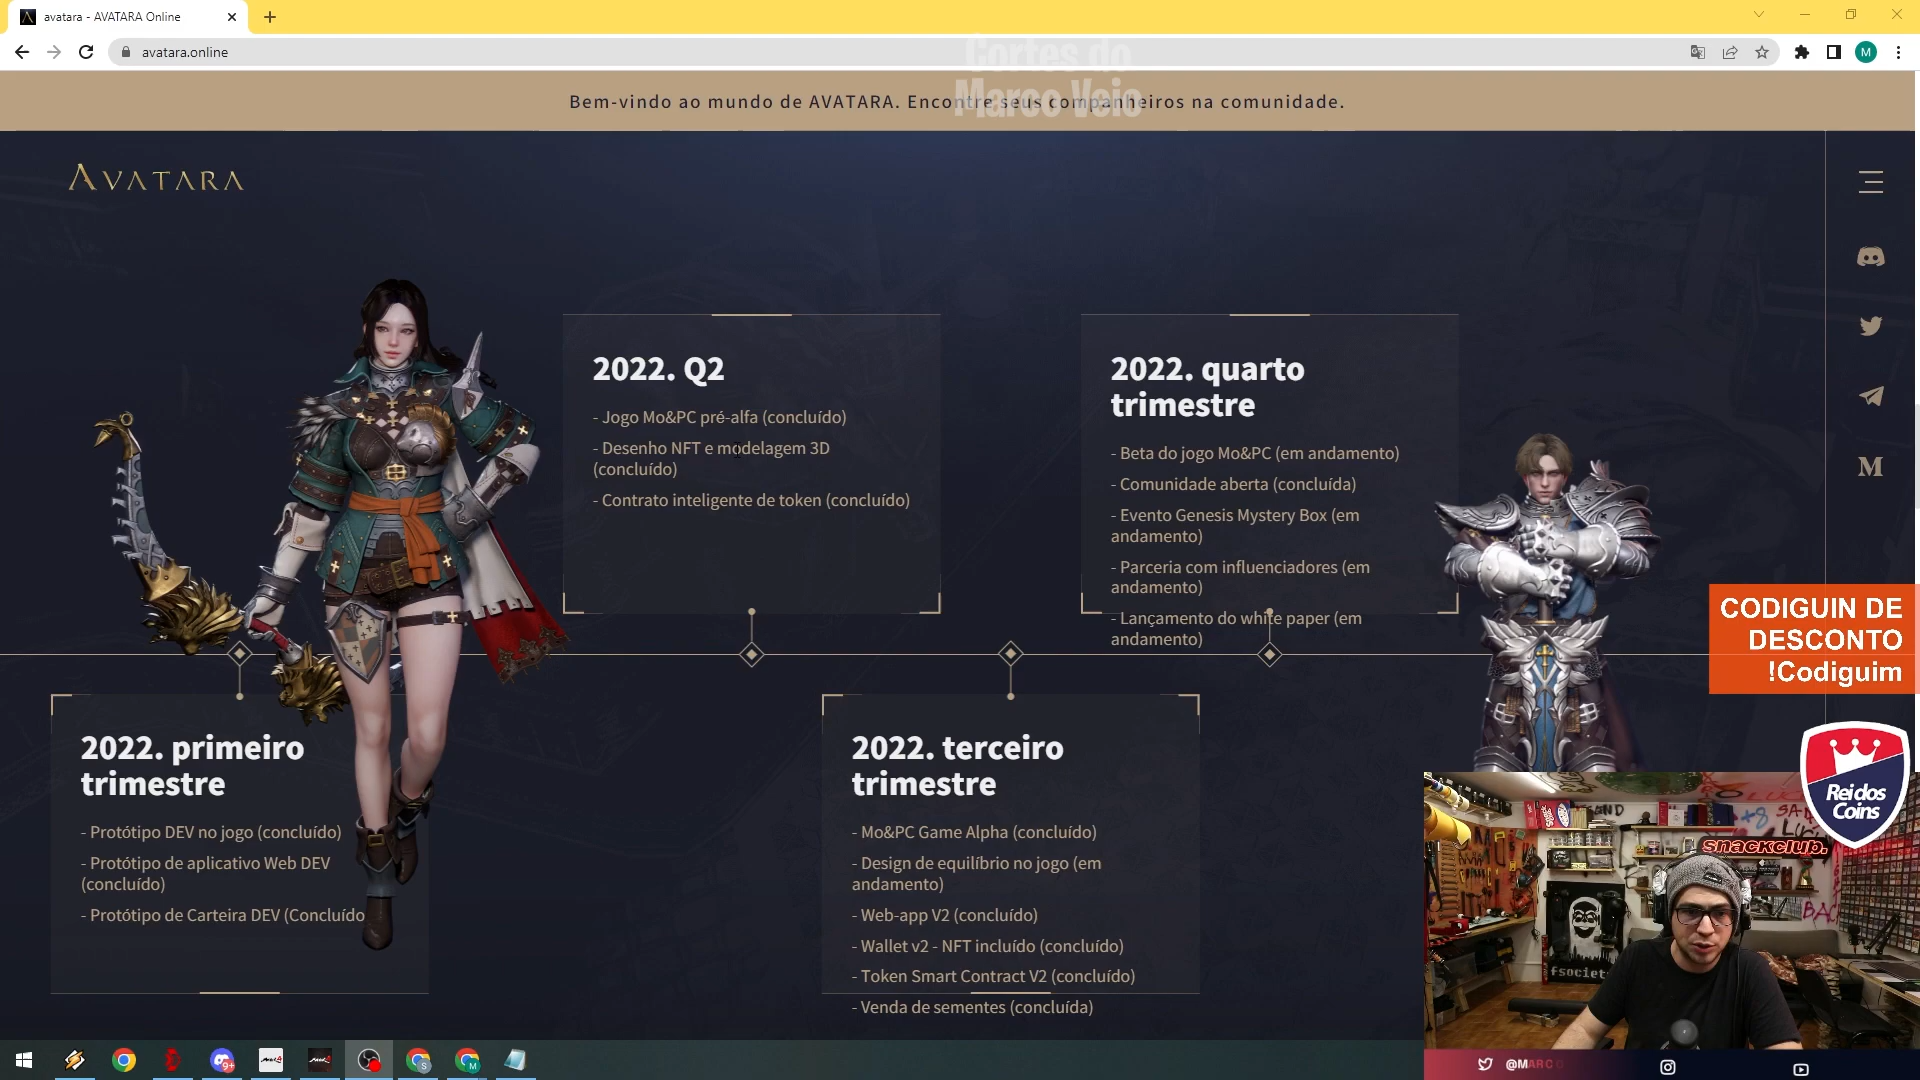 avatara - AVATARA Online
avatara.online
M
Cortes do
Marco Veio
Bem-vindo ao mundo de AVATARA. Encontre seus companheiros na comunidade.
AVATARA
2022. Q2
- Jogo Mo&PC pré-alfa (concluído)
- Desenho NFT e modelagem 3D
(concluído)
- Contrato inteligente de token (concluído)
2022. quarto
trimestre
- Beta do jogo Mo&PC (em andamento)
- Comunidade aberta (concluída)
- Evento Genesis Mystery Box (em
andamento)
- Parceria com influenciadores (em
andamento)
- Lançamento do white paper (em
andamento)
CODIGUIN DE
DESCONTO
!Codiguim
2022. primeiro
trimestre
- Protótipo DEV no jogo (concluído)
- Protótipo de aplicativo Web DEV
(concluído)
- Protótipo de Carteira DEV (Concluído
2022. terceiro
trimestre
- Mo&PC Game Alpha (concluído)
- Design de equilíbrio no jogo (em
andamento)
- Web-app V2 (concluído)
- Wallet v2 - NFT incluído (concluído)
- Token Smart Contract V2 (concluído)
- Venda de sementes (concluída)
Rei dos
Coins
snackclub.
fsociety
@MARCO